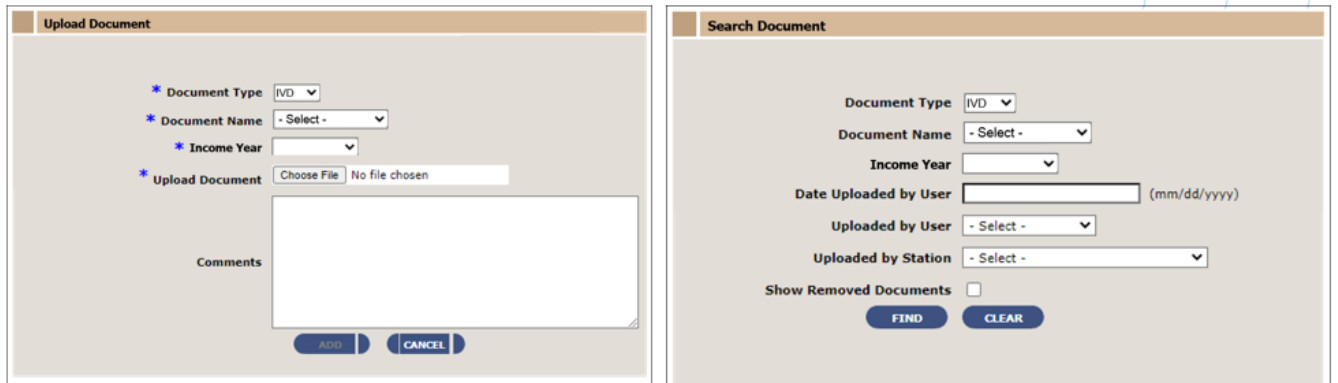 Upload Document
* Document Type IVD
* Document Name - Select -
* Income Year
* Upload Document Choose File No file chosen
Comments
ADD CANCEL
Search Document
Document Type IVD
Document Name - Select -
Income Year
Date Uploaded by User (mm/dd/yyyy)
Uploaded by User - Select -
Uploaded by Station - Select -
Show Removed Documents
FIND CLEAR